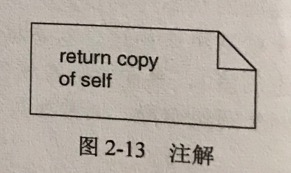 return copy
of self
图 2-13 注解